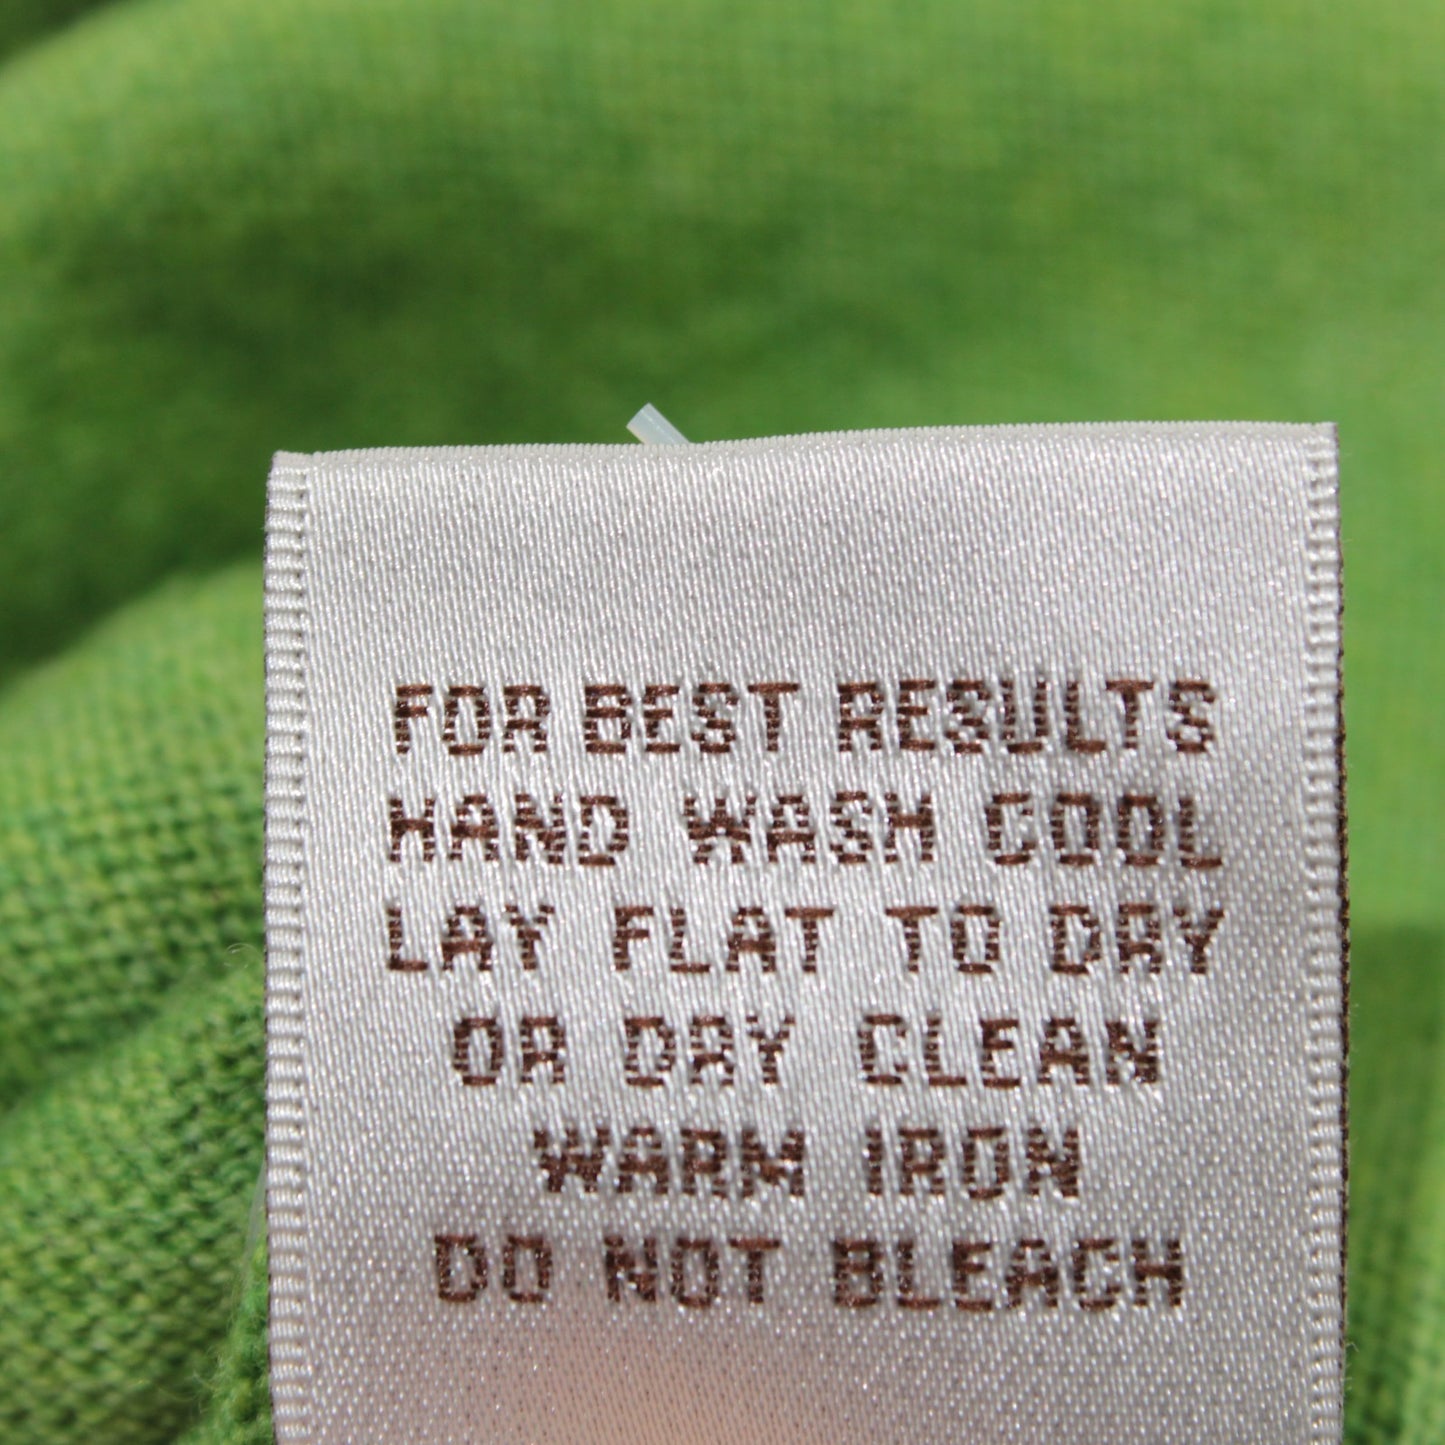 FOR BEST RESULTS
HAND WASH COOL
LAY FLAT TO DRY
OR DRY CLEAN
WARM IRON
DO NOT BLEACH